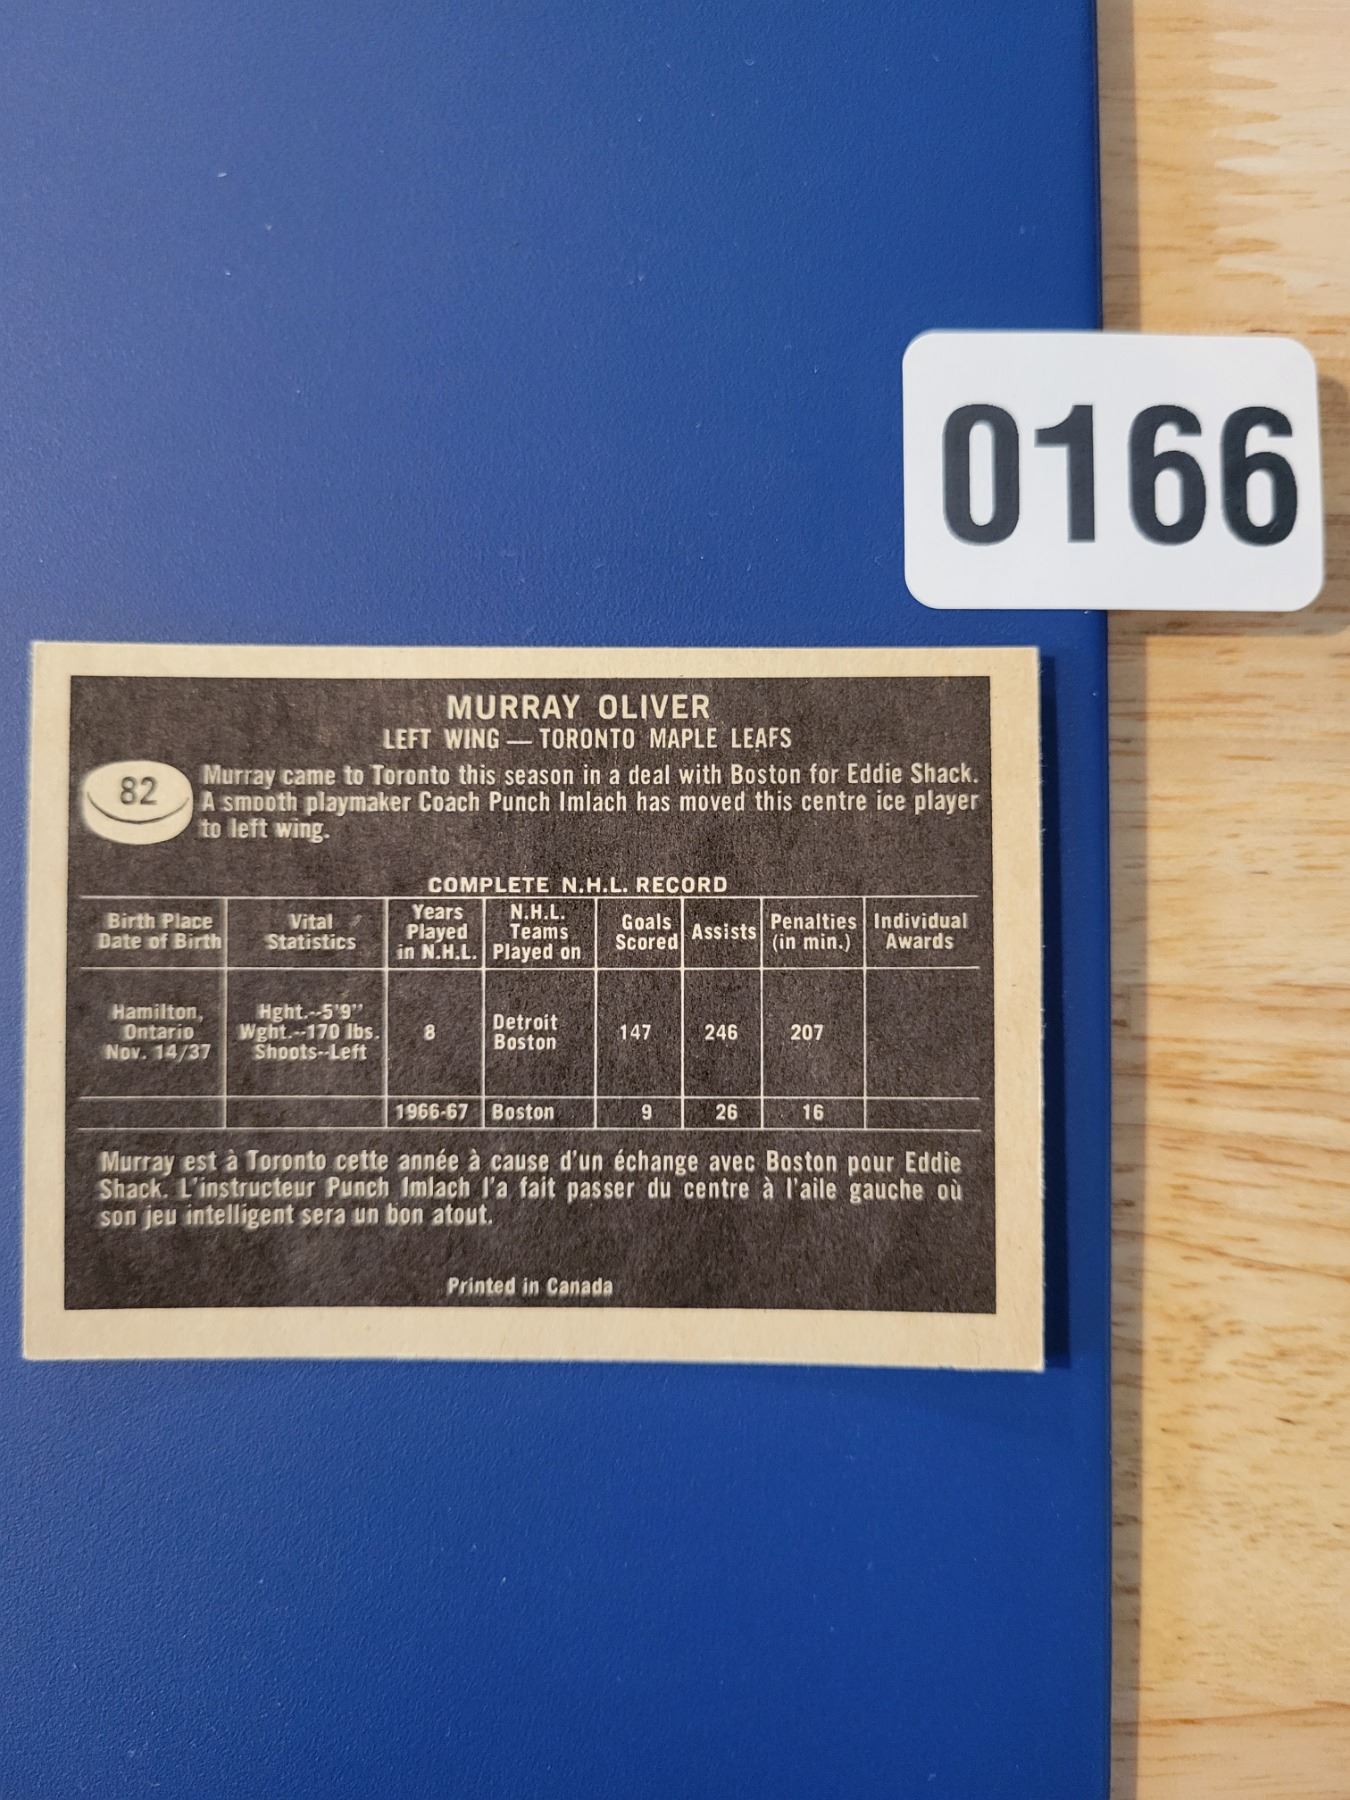 0166
MURRAY OLIVER
LEFT WING — TORONTO MAPLE LEAFS
82
Murray came to Toronto this season in a deal with Boston for Eddie Shack.
A smooth playmaker Coach Punch Imlach has moved this centre ice player
to left wing.
COMPLETE N.H.L. RECORD
Birth Place
Date of Birth
Vital
Statistics
Years
Played
in N.H.L.
N.H.L.
Teams
Played on
Goals
Scored
Assists
Penalties
(in min.)
Individual
Awards
Hamilton,
Ontario
Nov. 14/37
Hght.--5'9"
Wght.--170 lbs.
Shoots--Left
8
Detroit
Boston
147
246
207
1966-67
Boston
9
26
16
Murray est à Toronto cette année à cause d'un échange avec Boston pour Eddie
Shack. L'instructeur Punch Imlach l'a fait passer du centre à l'aile gauche où
son jeu intelligent sera un bon atout.
Printed in Canada